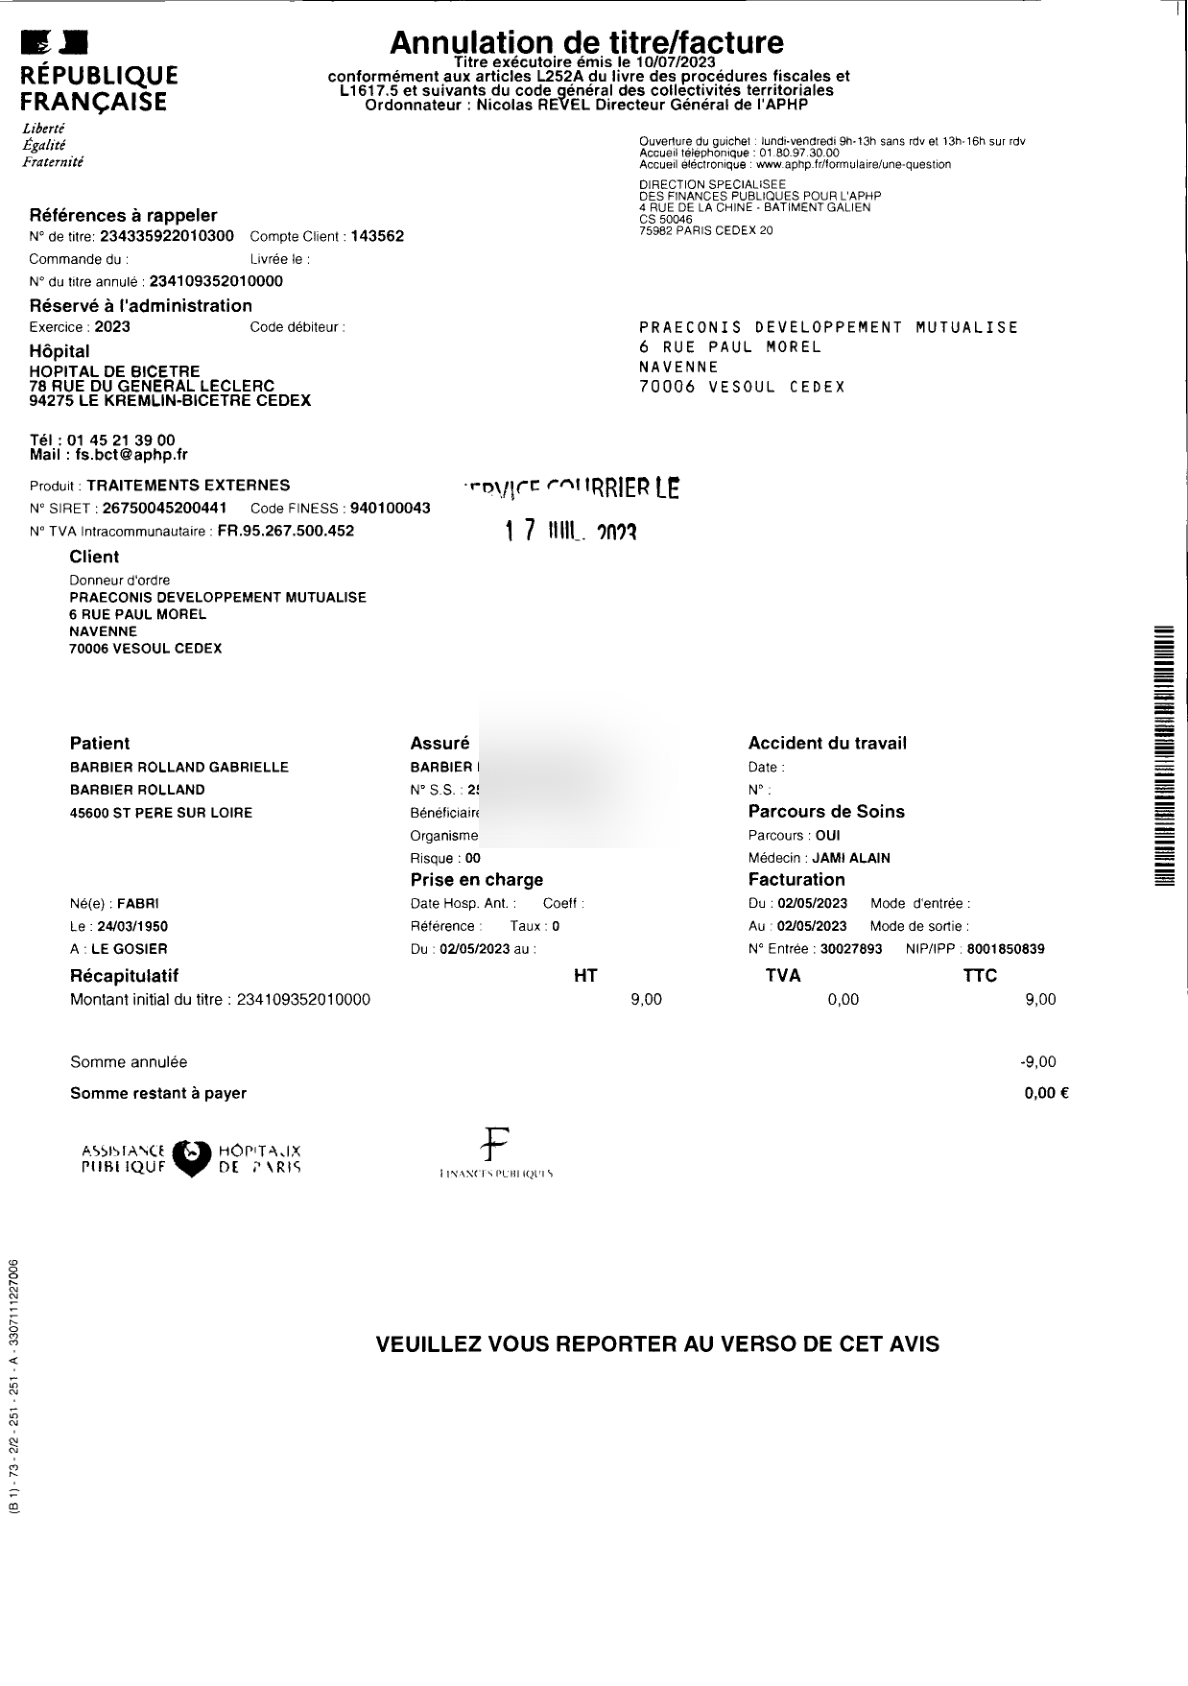 RÉPUBLIQUE
FRANÇAISE
Liberté
Égalité
Fraternité
Annulation de titre/facture
Titre exécutoire émis le 10/07/2023
conformément aux articles L252A du livre des procédures fiscales et
L1617.5 et suivants du code général des collectivités territoriales
Ordonnateur : Nicolas REVEL Directeur Général de l'APHP
Ouverture du guichet : lundi-vendredi 9h-13h sans rdv et 13h-16h sur rdv
Accueil téléphonique : 01.80.97.30.00
Accueil éléctronique : www.aphp.fr/formulaire/une-question
DIRECTION SPECIALISEE
DES FINANCES PUBLIQUES POUR L'APHP
4 RUE DE LA CHINE - BATIMENT GALIEN
CS 50046
75982 PARIS CEDEX 20
Références à rappeler
N° de titre: 234335922010300 Compte Client : 143562
Commande du : Livrée le :
N° du titre annulé : 234109352010000
Réservé à l'administration
Exercice : 2023 Code débiteur :
Hôpital
HOPITAL DE BICETRE
78 RUE DU GENERAL LECLERC
94275 LE KREMLIN-BICETRE CEDEX
PRAECONIS DEVELOPPEMENT MUTUALISE
6 RUE PAUL MOREL
NAVENNE
70006 VESOUL CEDEX
Tél : 01 45 21 39 00
Mail : fs.bct@aphp.fr
Produit : TRAITEMENTS EXTERNES
N° SIRET : 26750045200441 Code FINESS : 940100043
N° TVA Intracommunautaire : FR.95.267.500.452
SERVICE COURRIER LE
17 JUIL. 2023
Client
Donneur d'ordre
PRAECONIS DEVELOPPEMENT MUTUALISE
6 RUE PAUL MOREL
NAVENNE
70006 VESOUL CEDEX
Patient
BARBIER ROLLAND GABRIELLE
BARBIER ROLLAND
45600 ST PERE SUR LOIRE
Né(e) : FABRI
Le : 24/03/1950
A : LE GOSIER
Assuré
BARBIER
N° S.S. : 2
Bénéficiaire
Organisme
Risque : 00
Prise en charge
Date Hosp. Ant. : Coeff :
Référence : Taux : 0
Du : 02/05/2023 au :
Accident du travail
Date :
N° :
Parcours de Soins
Parcours : OUI
Médecin : JAMI ALAIN
Facturation
Du : 02/05/2023 Mode d'entrée :
Au : 02/05/2023 Mode de sortie :
N° Entrée : 30027893 NIP/IPP : 8001850839
Récapitulatif HT TVA TTC
Montant initial du titre : 234109352010000 9,00 0,00 9,00
Somme annulée -9,00
Somme restant à payer 0,00 €
ASSISTANCE HÔPITAUX
PUBLIQUE DE PARIS
F
FINANCES PUBLIQUES
VEUILLEZ VOUS REPORTER AU VERSO DE CET AVIS
(B 1) - 73 - 2/2 - 251 - 251 - A - 3307111227006